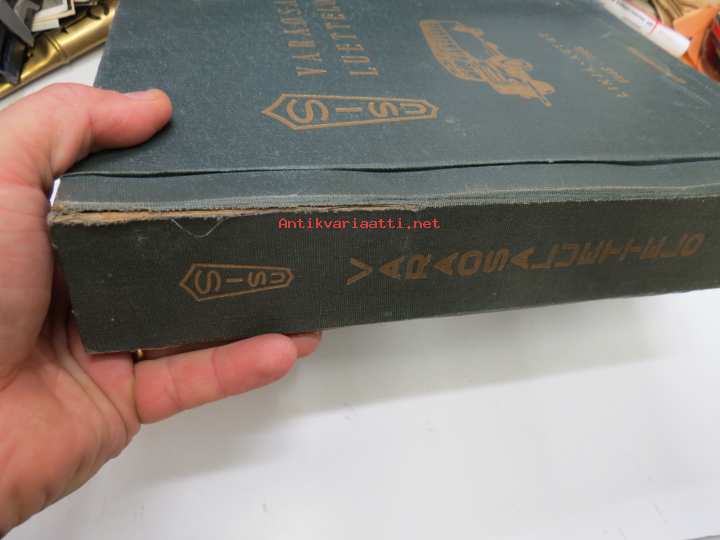 VARAOSA
LUETTELO
SISU
Antikvariaatti.net
SISU
VARAOSALUETTELO